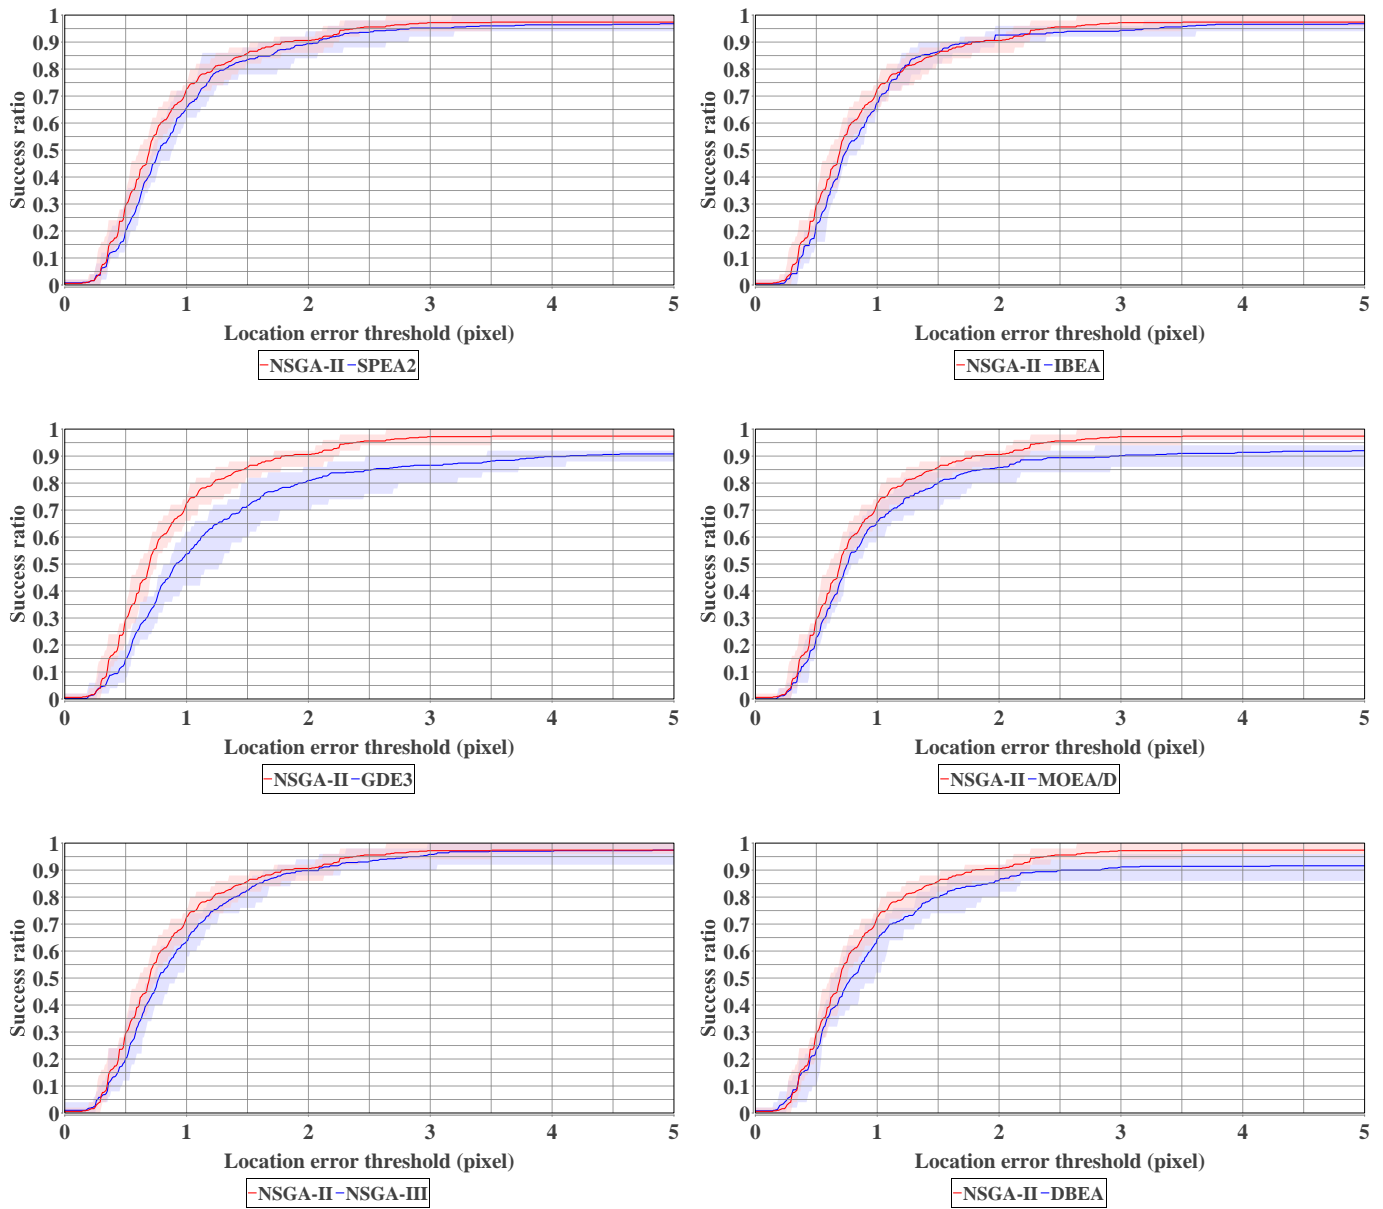 Success ratio
1
0.9
0.8
0.7
0.6
0.5
0.4
0.3
0.2
0.1
0
0 1 2 3 4 5
Location error threshold (pixel)
NSGA-II SPEA2
Success ratio
1
0.9
0.8
0.7
0.6
0.5
0.4
0.3
0.2
0.1
0
0 1 2 3 4 5
Location error threshold (pixel)
NSGA-II IBEA
Success ratio
1
0.9
0.8
0.7
0.6
0.5
0.4
0.3
0.2
0.1
0
0 1 2 3 4 5
Location error threshold (pixel)
NSGA-II GDE3
Success ratio
1
0.9
0.8
0.7
0.6
0.5
0.4
0.3
0.2
0.1
0
0 1 2 3 4 5
Location error threshold (pixel)
NSGA-II MOEA/D
Success ratio
1
0.9
0.8
0.7
0.6
0.5
0.4
0.3
0.2
0.1
0
0 1 2 3 4 5
Location error threshold (pixel)
NSGA-II NSGA-III
Success ratio
1
0.9
0.8
0.7
0.6
0.5
0.4
0.3
0.2
0.1
0
0 1 2 3 4 5
Location error threshold (pixel)
NSGA-II DBEA